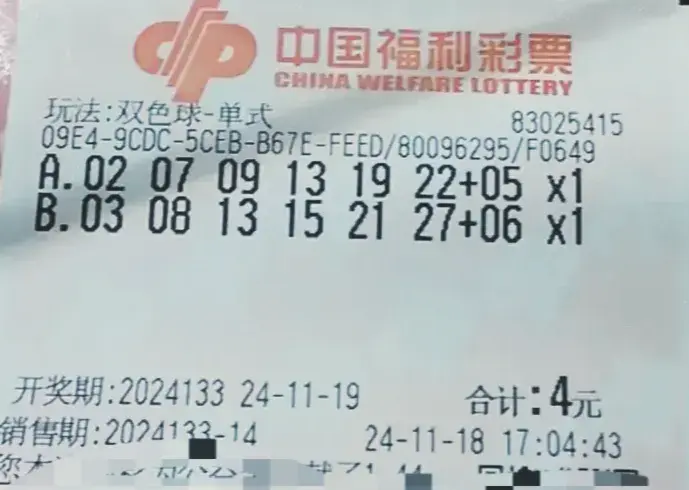 中国福利彩票
CHINA WELFARE LOTTERY
玩法:双色球-单式 83025415
09E4-9CDC-5CEB-B67E-FEED/80096295/F0649
A.02 07 09 13 19 22+05 x1
B.03 08 13 15 21 27+06 x1
开奖期:2024133 24-11-19 合计:4元
销售期:2024133-14 24-11-18 17:04:43